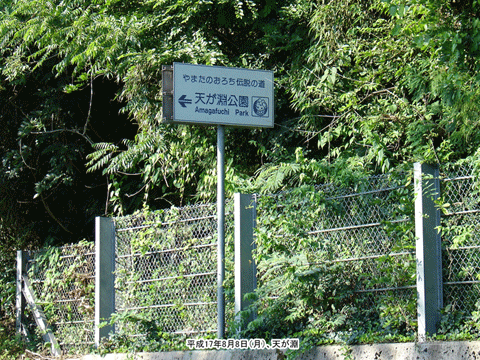 やまたのおろち伝説の道
天が淵公園
Amagafuchi Park
平成17年8月8日(月)、天が淵